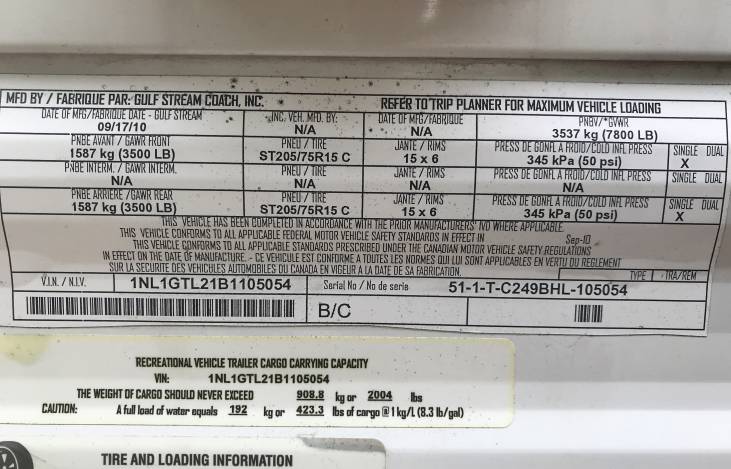 MFD BY / FABRIQUE PAR: GULF STREAM COACH, INC. REFER TO TRIP PLANNER FOR MAXIMUM VEHICLE LOADING
DATE OF MFG/FABRIQUE DATE - GULF STREAM INC. VEH. MFD. BY: DATE OF MFG/FABRIQUE PNBV/*GVWR
09/17/10 N/A N/A 3537 kg (7800 LB)
PNBE AVANT / GAWR FRONT PNEU / TIRE JANTE / RIMS PRESS DE GONFL A FROID/COLD INFL PRESS SINGLE DUAL
1587 kg (3500 LB) ST205/75R15 C 15 x 6 345 kPa (50 psi) X
PNBE INTERM. / GAWR INTERM. PNEU / TIRE JANTE / RIMS PRESS DE GONFL A FROID/COLD INFL PRESS SINGLE DUAL
N/A N/A N/A N/A
PNBE ARRIERE / GAWR REAR PNEU / TIRE JANTE / RIMS PRESS DE GONFL A FROID/COLD INFL PRESS SINGLE DUAL
1587 kg (3500 LB) ST205/75R15 C 15 x 6 345 kPa (50 psi) X
THIS VEHICLE HAS BEEN COMPLETED IN ACCORDANCE WITH THE PRIOR MANUFACTURERS' IVD WHERE APPLICABLE.
THIS VEHICLE CONFORMS TO ALL APPLICABLE FEDERAL MOTOR VEHICLE SAFETY STANDARDS IN EFFECT IN Sep-10
THIS VEHICLE CONFORMS TO ALL APPLICABLE STANDARDS PRESCRIBED UNDER THE CANADIAN MOTOR VEHICLE SAFETY REGULATIONS
IN EFFECT ON THE DATE OF MANUFACTURE. - CE VEHICULE EST CONFORME A TOUTES LES NORMES QUI LUI SONT APPLICABLES EN VERTU DU REGLEMENT
SUR LA SECURITE DES VEHICULES AUTOMOBILES DU CANADA EN VIGEUR A LA DATE DE SA FABRICATION. TYPE TRA/REM
V.I.N. / N.I.V. 1NL1GTL21B1105054 Serial No / No de serie 51-1-T-C249BHL-105054
B/C
RECREATIONAL VEHICLE TRAILER CARGO CARRYING CAPACITY
VIN: 1NL1GTL21B1105054
THE WEIGHT OF CARGO SHOULD NEVER EXCEED 908.8 kg or 2004 lbs
CAUTION: A full load of water equals 192 kg or 423.3 lbs of cargo @ 1 kg/L (8.3 lb/gal)
TIRE AND LOADING INFORMATION